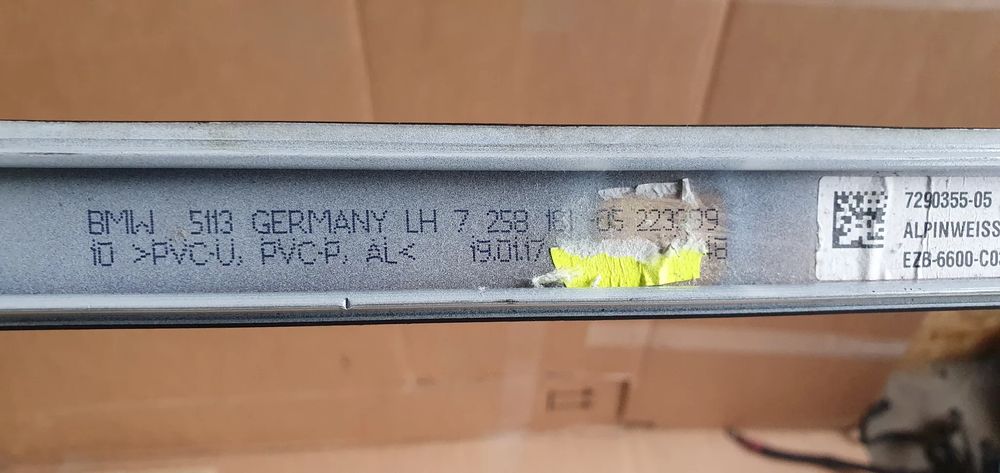 BMW 5113 GERMANY LH 7 258 181 -05
10 >PVC-U, PVC-P, AL< 19.01.17
7290355-05
ALPINWEISS
EZB-6600-C0